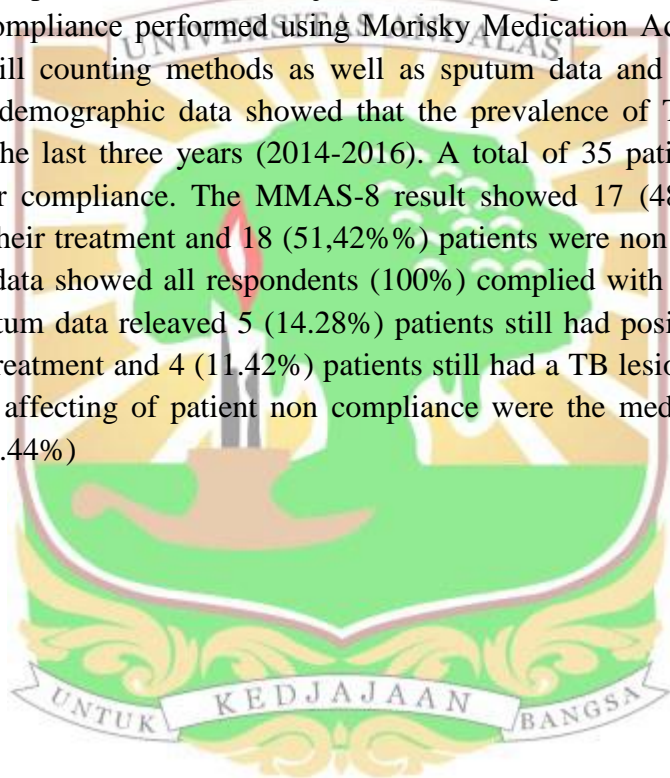 ompliance performed using Morisky Medication Ad
UNIVERSITAS ANDALAS
ill counting methods as well as sputum data and
demographic data showed that the prevalence of T
he last three years (2014-2016). A total of 35 pati
r compliance. The MMAS-8 result showed 17 (48
heir treatment and 18 (51,42%%) patients were non
data showed all respondents (100%) complied with
tum data releaved 5 (14.28%) patients still had posi
reatment and 4 (11.42%) patients still had a TB lesio
affecting of patient non compliance were the med
.44%)
UNTUK KEDJAJAAN BANGSA